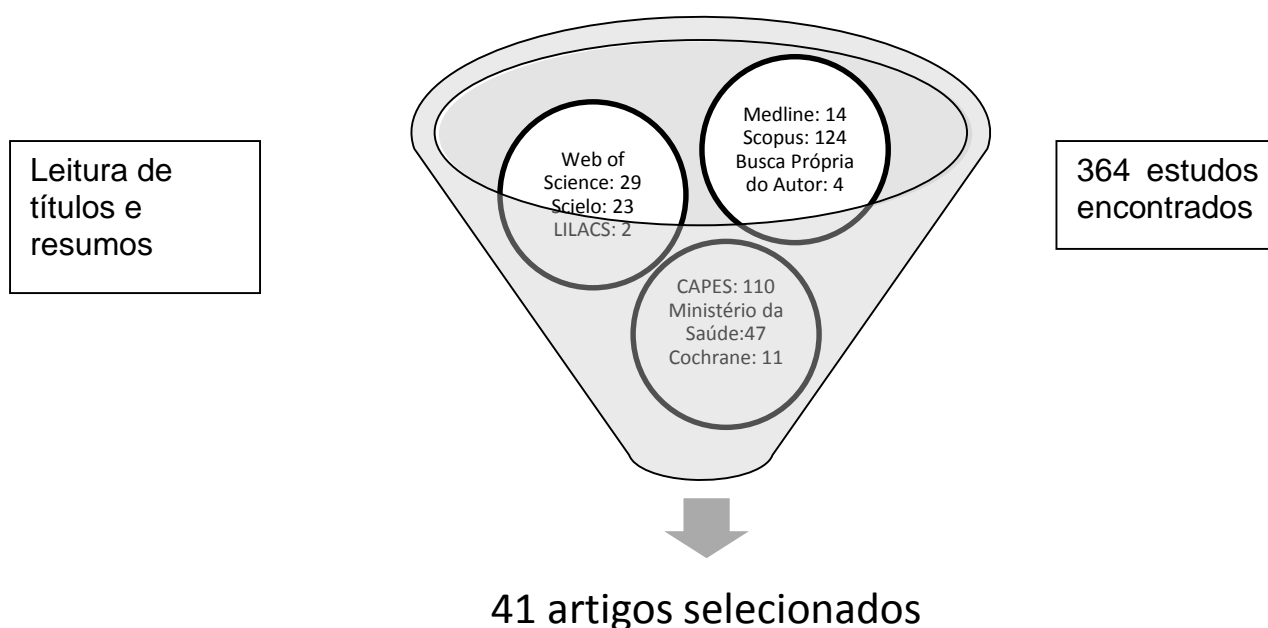 Leitura de
títulos e
resumos
Web of
Science: 29
Scielo: 23
LILACS: 2
Medline: 14
Scopus: 124
Busca Própria
do Autor: 4
CAPES: 110
Ministério da
Saúde:47
Cochrane: 11
364 estudos
encontrados
41 artigos selecionados